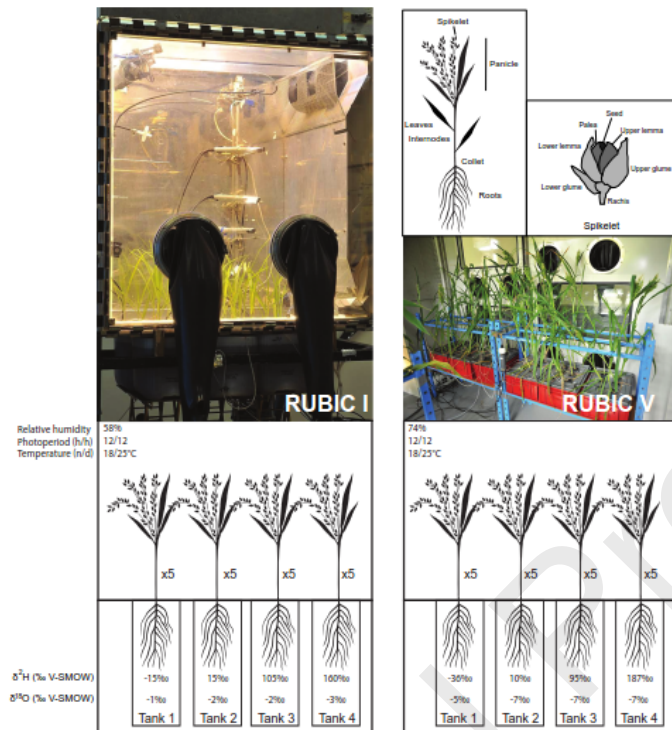 Spikelet
Panicle
Leaves
Internodes
Collet
Roots
Seed
Palea
Upper lemma
Lower lemma
Upper glume
Lower glume
Rachis
Spikelet
RUBIC I
RUBIC V
Relative humidity 58% 74%
Photoperiod (h/h) 12/12 12/12
Temperature (n/d) 18/25°C 18/25°C
x5 x5 x5 x5 x5 x5 x5 x5
δ²H (‰ V-SMOW) -15‰ 15‰ 105‰ 160‰ -36‰ 10‰ 95‰ 187‰
δ¹⁸O (‰ V-SMOW) -1‰ -2‰ -2‰ -3‰ -5‰ -7‰ -7‰ -7‰
Tank 1 Tank 2 Tank 3 Tank 4 Tank 1 Tank 2 Tank 3 Tank 4